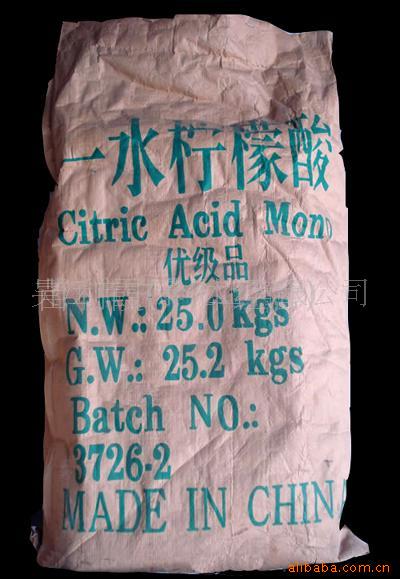 一水柠檬酸
Citric Acid Mono
优级品
N.W.: 25.0 kgs
G.W.: 25.2 kgs
Batch NO.:
3726-2
MADE IN CHINA
alibaba.com.cn